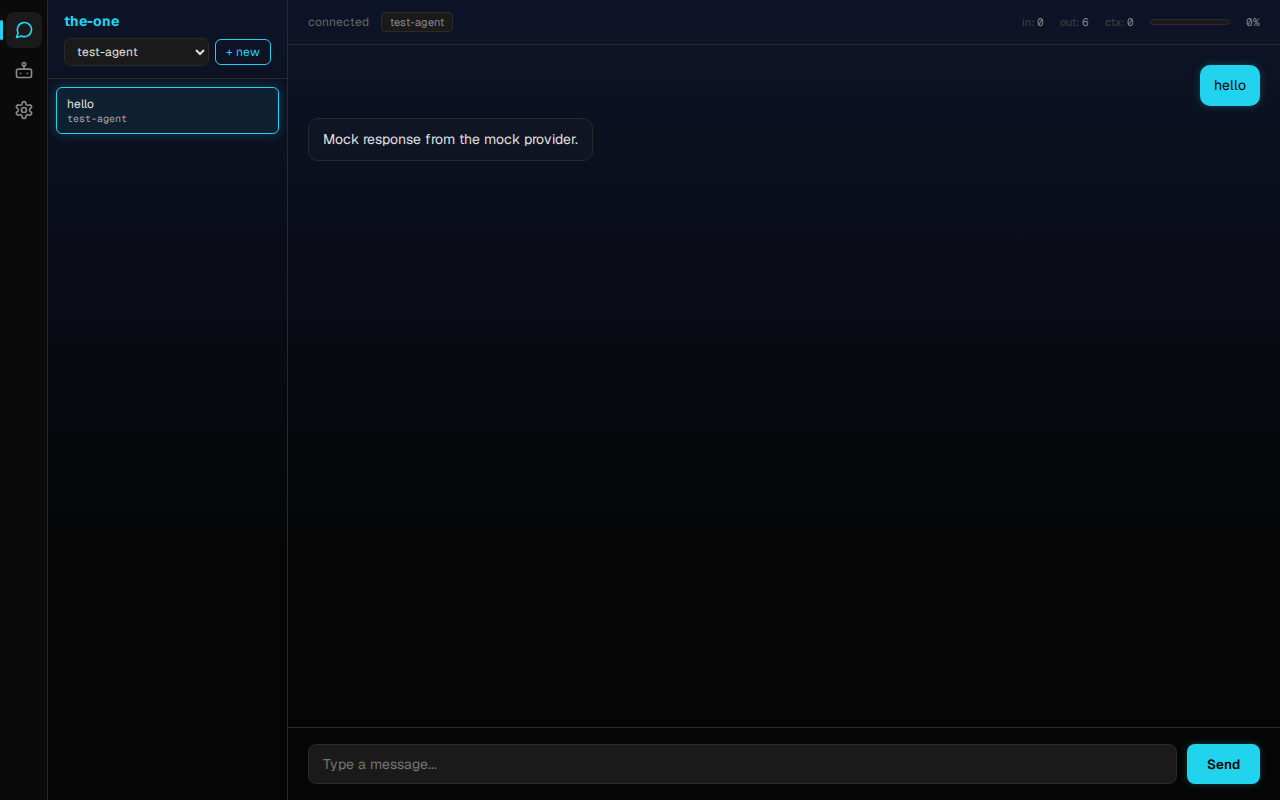 the-one
test-agent
+ new
hello
test-agent
connected
test-agent
in: 0
out: 6
ctx: 0
0%
hello
Mock response from the mock provider.
Type a message...
Send